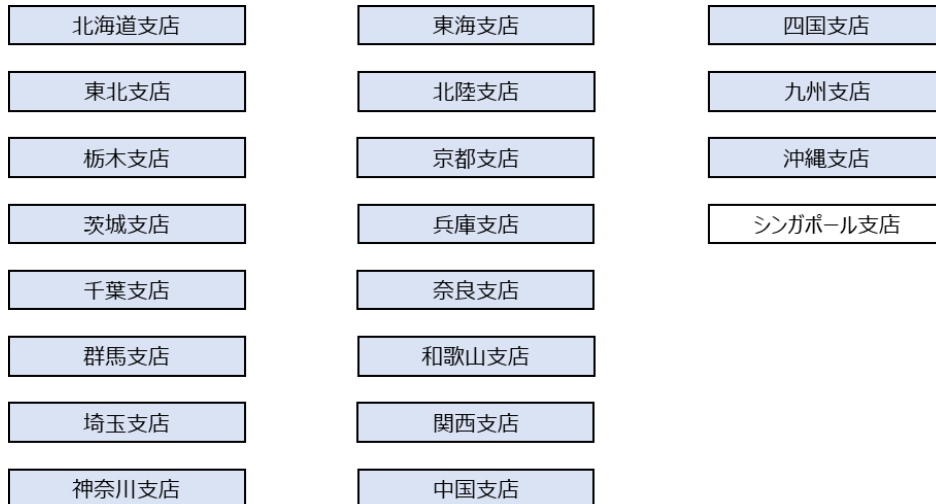 北海道支店
東北支店
栃木支店
茨城支店
千葉支店
群馬支店
埼玉支店
神奈川支店
東海支店
北陸支店
京都支店
兵庫支店
奈良支店
和歌山支店
関西支店
中国支店
四国支店
九州支店
沖縄支店
シンガポール支店